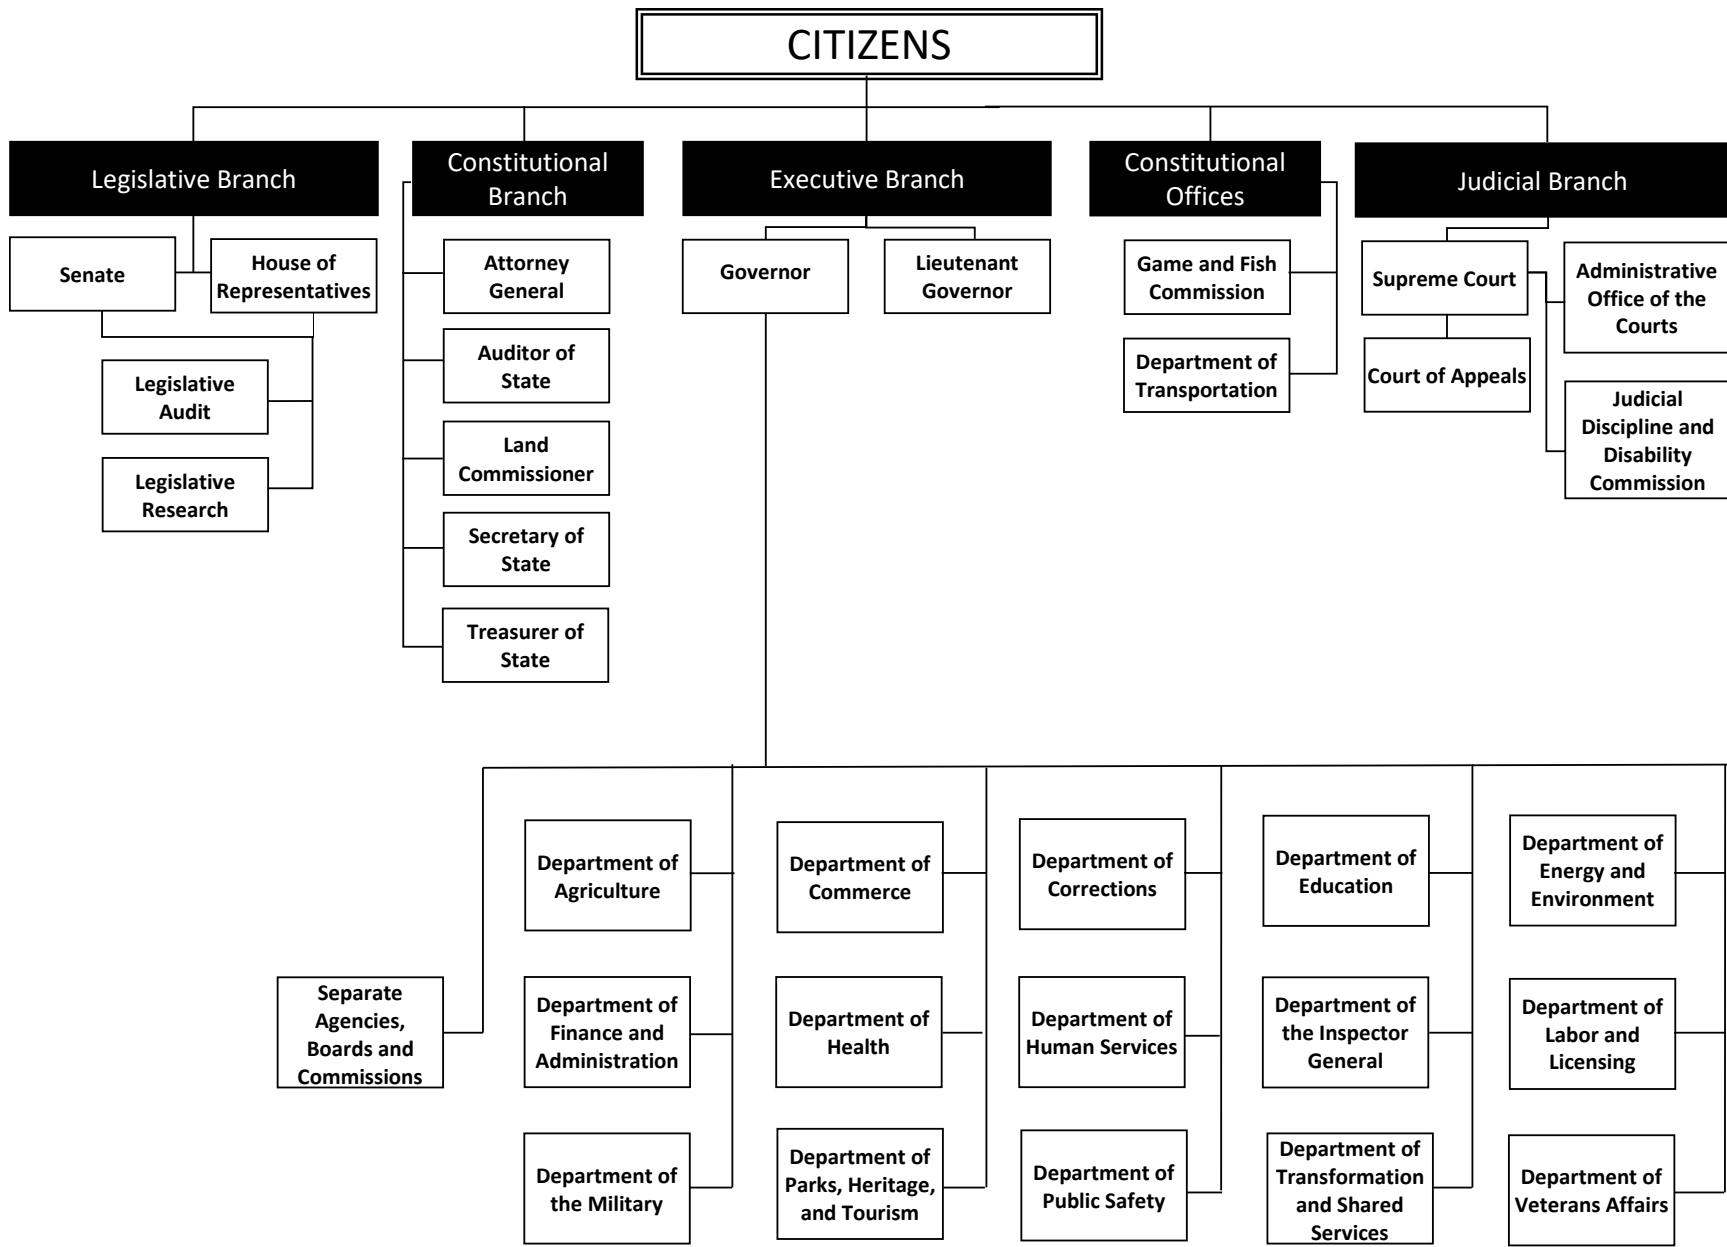 CITIZENS
Legislative Branch
Constitutional
Branch
Executive Branch
Constitutional
Offices
Judicial Branch
Senate
House of
Representatives
Legislative
Audit
Legislative
Research
Attorney
General
Auditor of
State
Land
Commissioner
Secretary of
State
Treasurer of
State
Governor
Lieutenant
Governor
Game and Fish
Commission
Department of
Transportation
Supreme Court
Court of Appeals
Administrative
Office of the
Courts
Judicial
Discipline and
Disability
Commission
Separate
Agencies,
Boards and
Commissions
Department of
Agriculture
Department of
Commerce
Department of
Corrections
Department of
Education
Department of
Energy and
Environment
Department of
Finance and
Administration
Department of
Health
Department of
Human Services
Department of
the Inspector
General
Department of
Labor and
Licensing
Department of
the Military
Department of
Parks, Heritage,
and Tourism
Department of
Public Safety
Department of
Transformation
and Shared
Services
Department of
Veterans Affairs